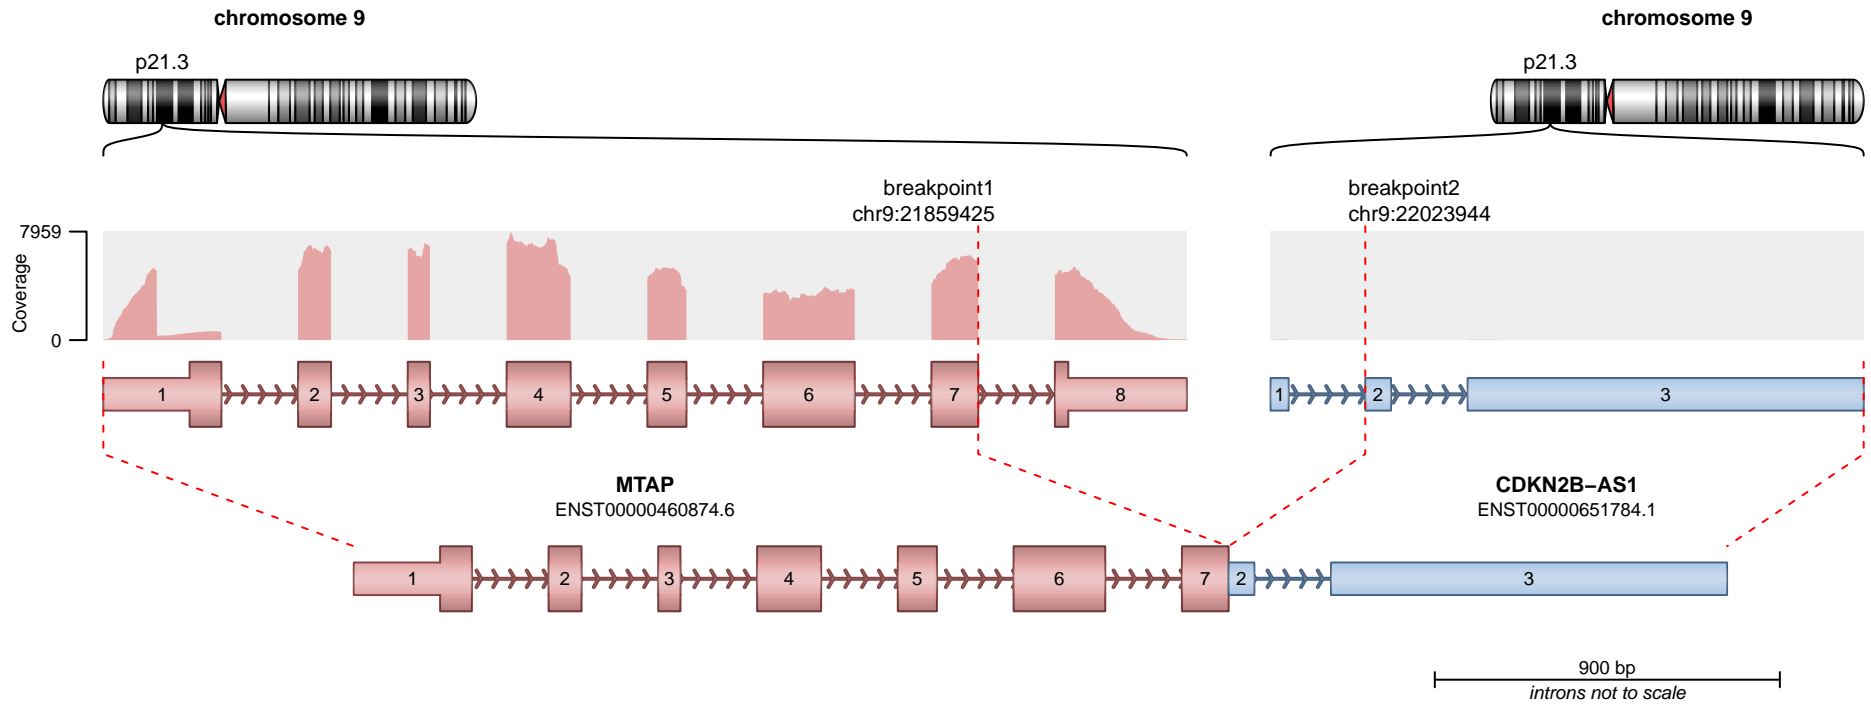 chromosome 9
chromosome 9
p21.3
p21.3
breakpoint1
chr9:21859425
breakpoint2
chr9:22023944
7959
Coverage
0
1 2 3 4 5 6 7 8
1 2 3
MTAP
ENST00000460874.6
CDKN2B−AS1
ENST00000651784.1
1 2 3 4 5 6 7 2 3
900 bp
introns not to scale